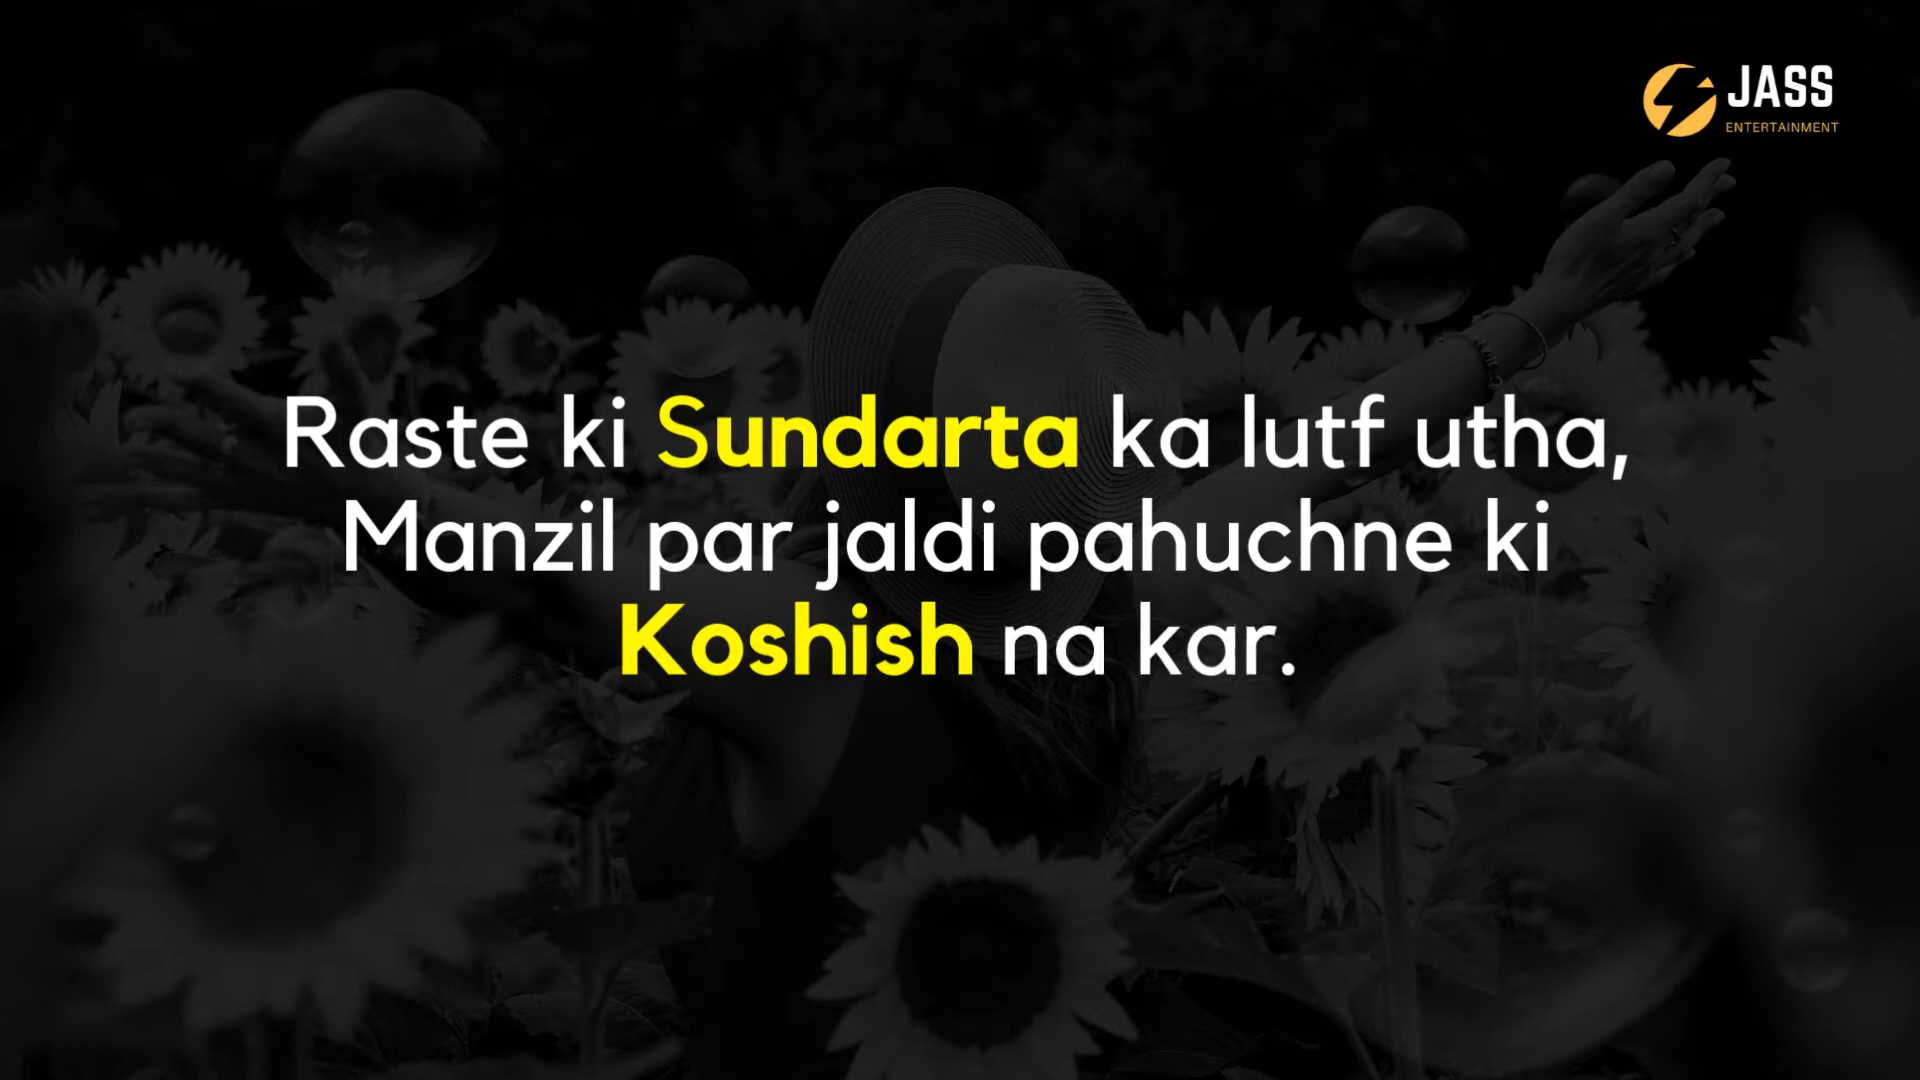 JASS
ENTERTAINMENT
Raste ki Sundarta ka lutf utha,
Manzil par jaldi pahuchne ki
Koshish na kar.